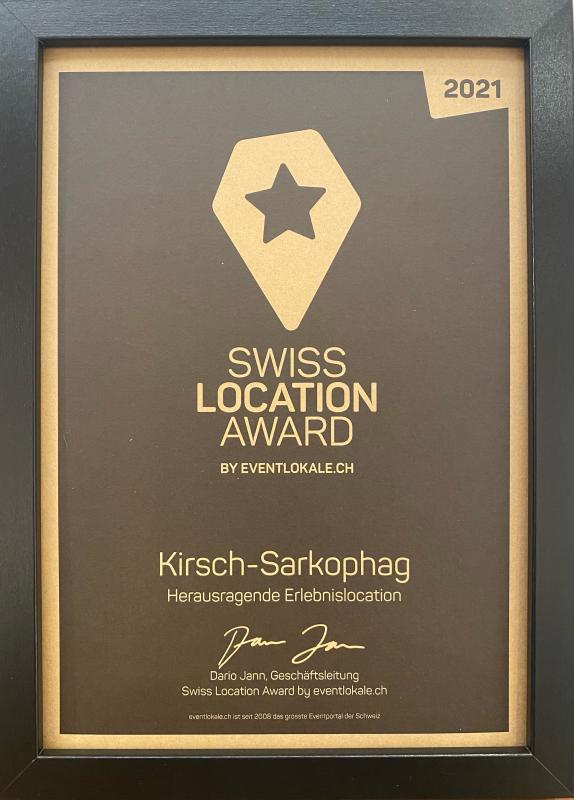 2021
SWISS
LOCATION
AWARD
BY EVENTLOKALE.CH
Kirsch-Sarkophag
Herausragende Erlebnislocation
Dario Jann, Geschäftsleitung
Swiss Location Award by eventlokale.ch
eventlokale.ch ist seit 2008 das grösste Eventportal der Schweiz